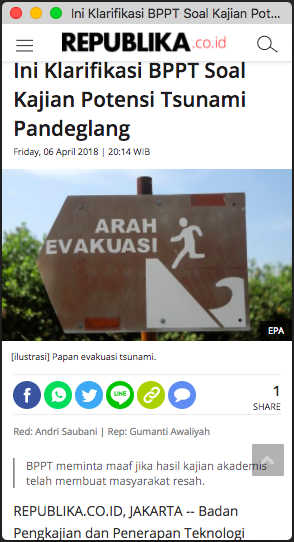 Ini Klarifikasi BPPT Soal Kajian Pot...
REPUBLIKA.co.id
Ini Klarifikasi BPPT Soal
Kajian Potensi Tsunami
Pandeglang
Friday, 06 April 2018 | 20:14 WIB
ARAH
EVAKUASI
EPA
[ilustrasi] Papan evakuasi tsunami.
LINE
1
SHARE
Red: Andri Saubani | Rep: Gumanti Awaliyah
BPPT meminta maaf jika hasil kajian akademis
telah membuat masyarakat resah.
REPUBLIKA.CO.ID, JAKARTA -- Badan
Pengkajian dan Penerapan Teknologi